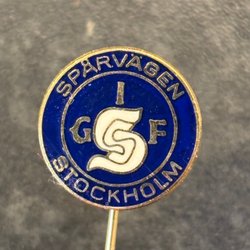 SPÅRVÄGEN
I
G S F
STOCKHOLM